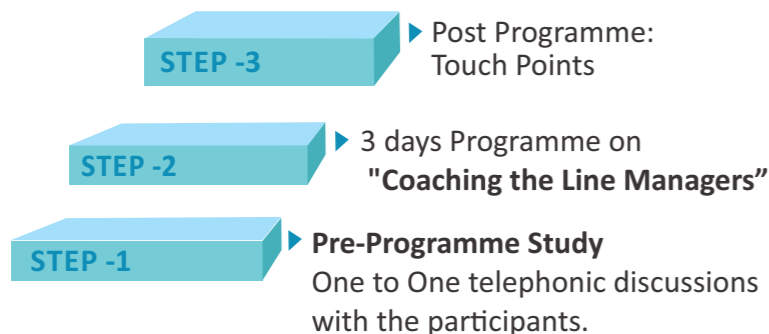 STEP -3
Post Programme:
Touch Points
STEP -2
3 days Programme on
"Coaching the Line Managers”
STEP -1
Pre-Programme Study
One to One telephonic discussions
with the participants.